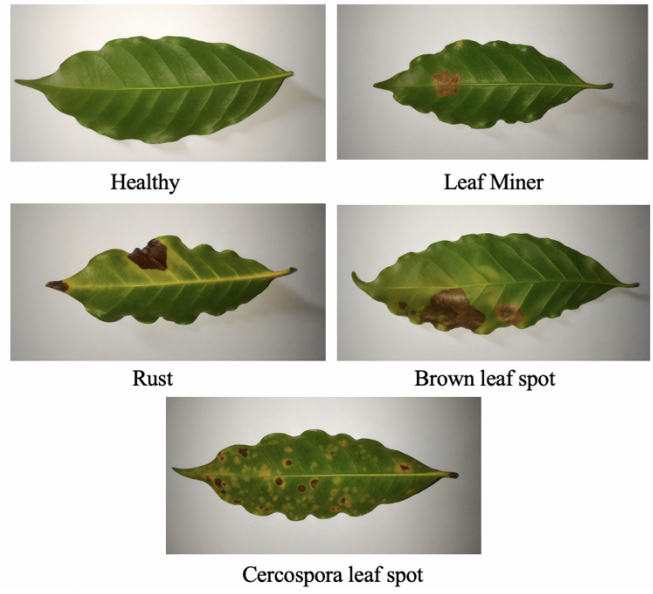 Healthy
Leaf Miner
Rust
Brown leaf spot
Cercospora leaf spot